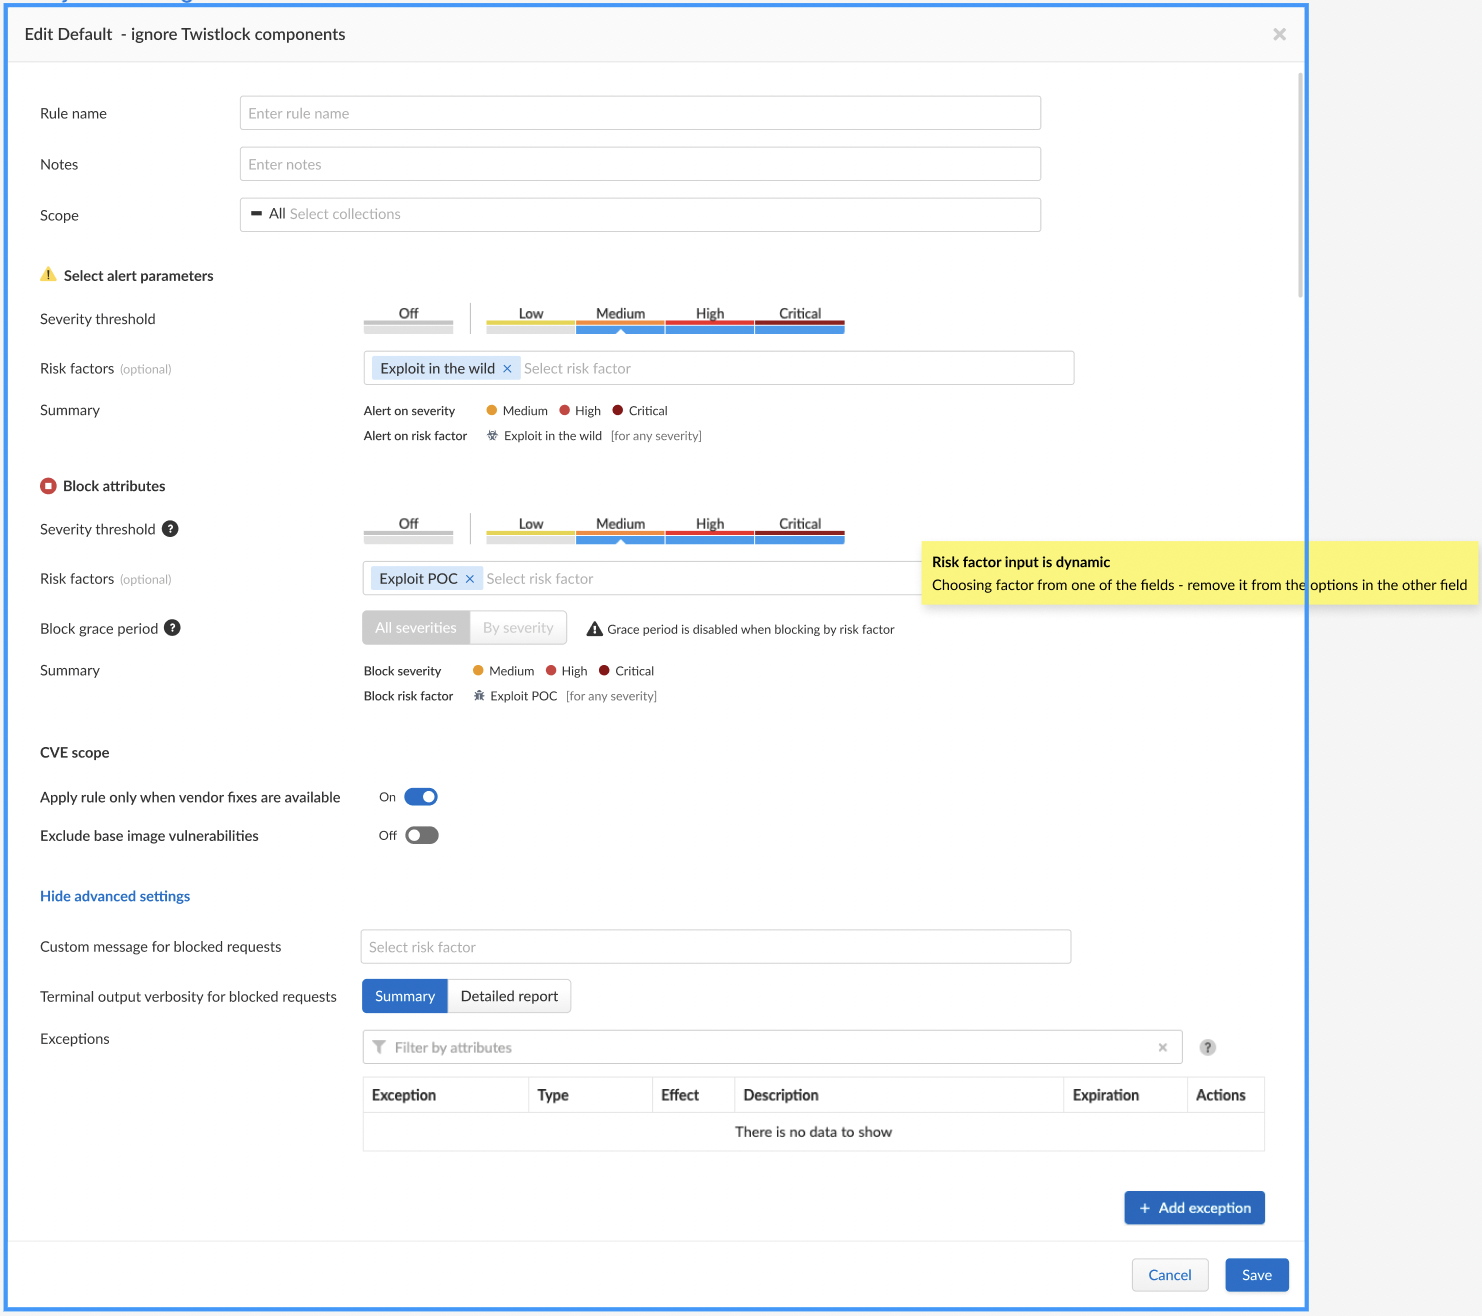 Edit Default - ignore Twistlock components
Rule name
Enter rule name
Notes
Enter notes
Scope
All Select collections
Select alert parameters
Severity threshold
Off Low Medium High Critical
Risk factors (optional)
Exploit in the wild × Select risk factor
Summary
Alert on severity Medium High Critical
Alert on risk factor Exploit in the wild [for any severity]
Block attributes
Severity threshold ?
Off Low Medium High Critical
Risk factors (optional)
Exploit POC × Select risk factor
Risk factor input is dynamic
Choosing factor from one of the fields - remove it from the options in the other field
Block grace period ?
All severities By severity
Grace period is disabled when blocking by risk factor
Summary
Block severity Medium High Critical
Block risk factor Exploit POC [for any severity]
CVE scope
Apply rule only when vendor fixes are available On
Exclude base image vulnerabilities Off
Hide advanced settings
Custom message for blocked requests
Select risk factor
Terminal output verbosity for blocked requests
Summary Detailed report
Exceptions
Filter by attributes × ?
Exception Type Effect Description Expiration Actions
There is no data to show
+ Add exception
Cancel Save